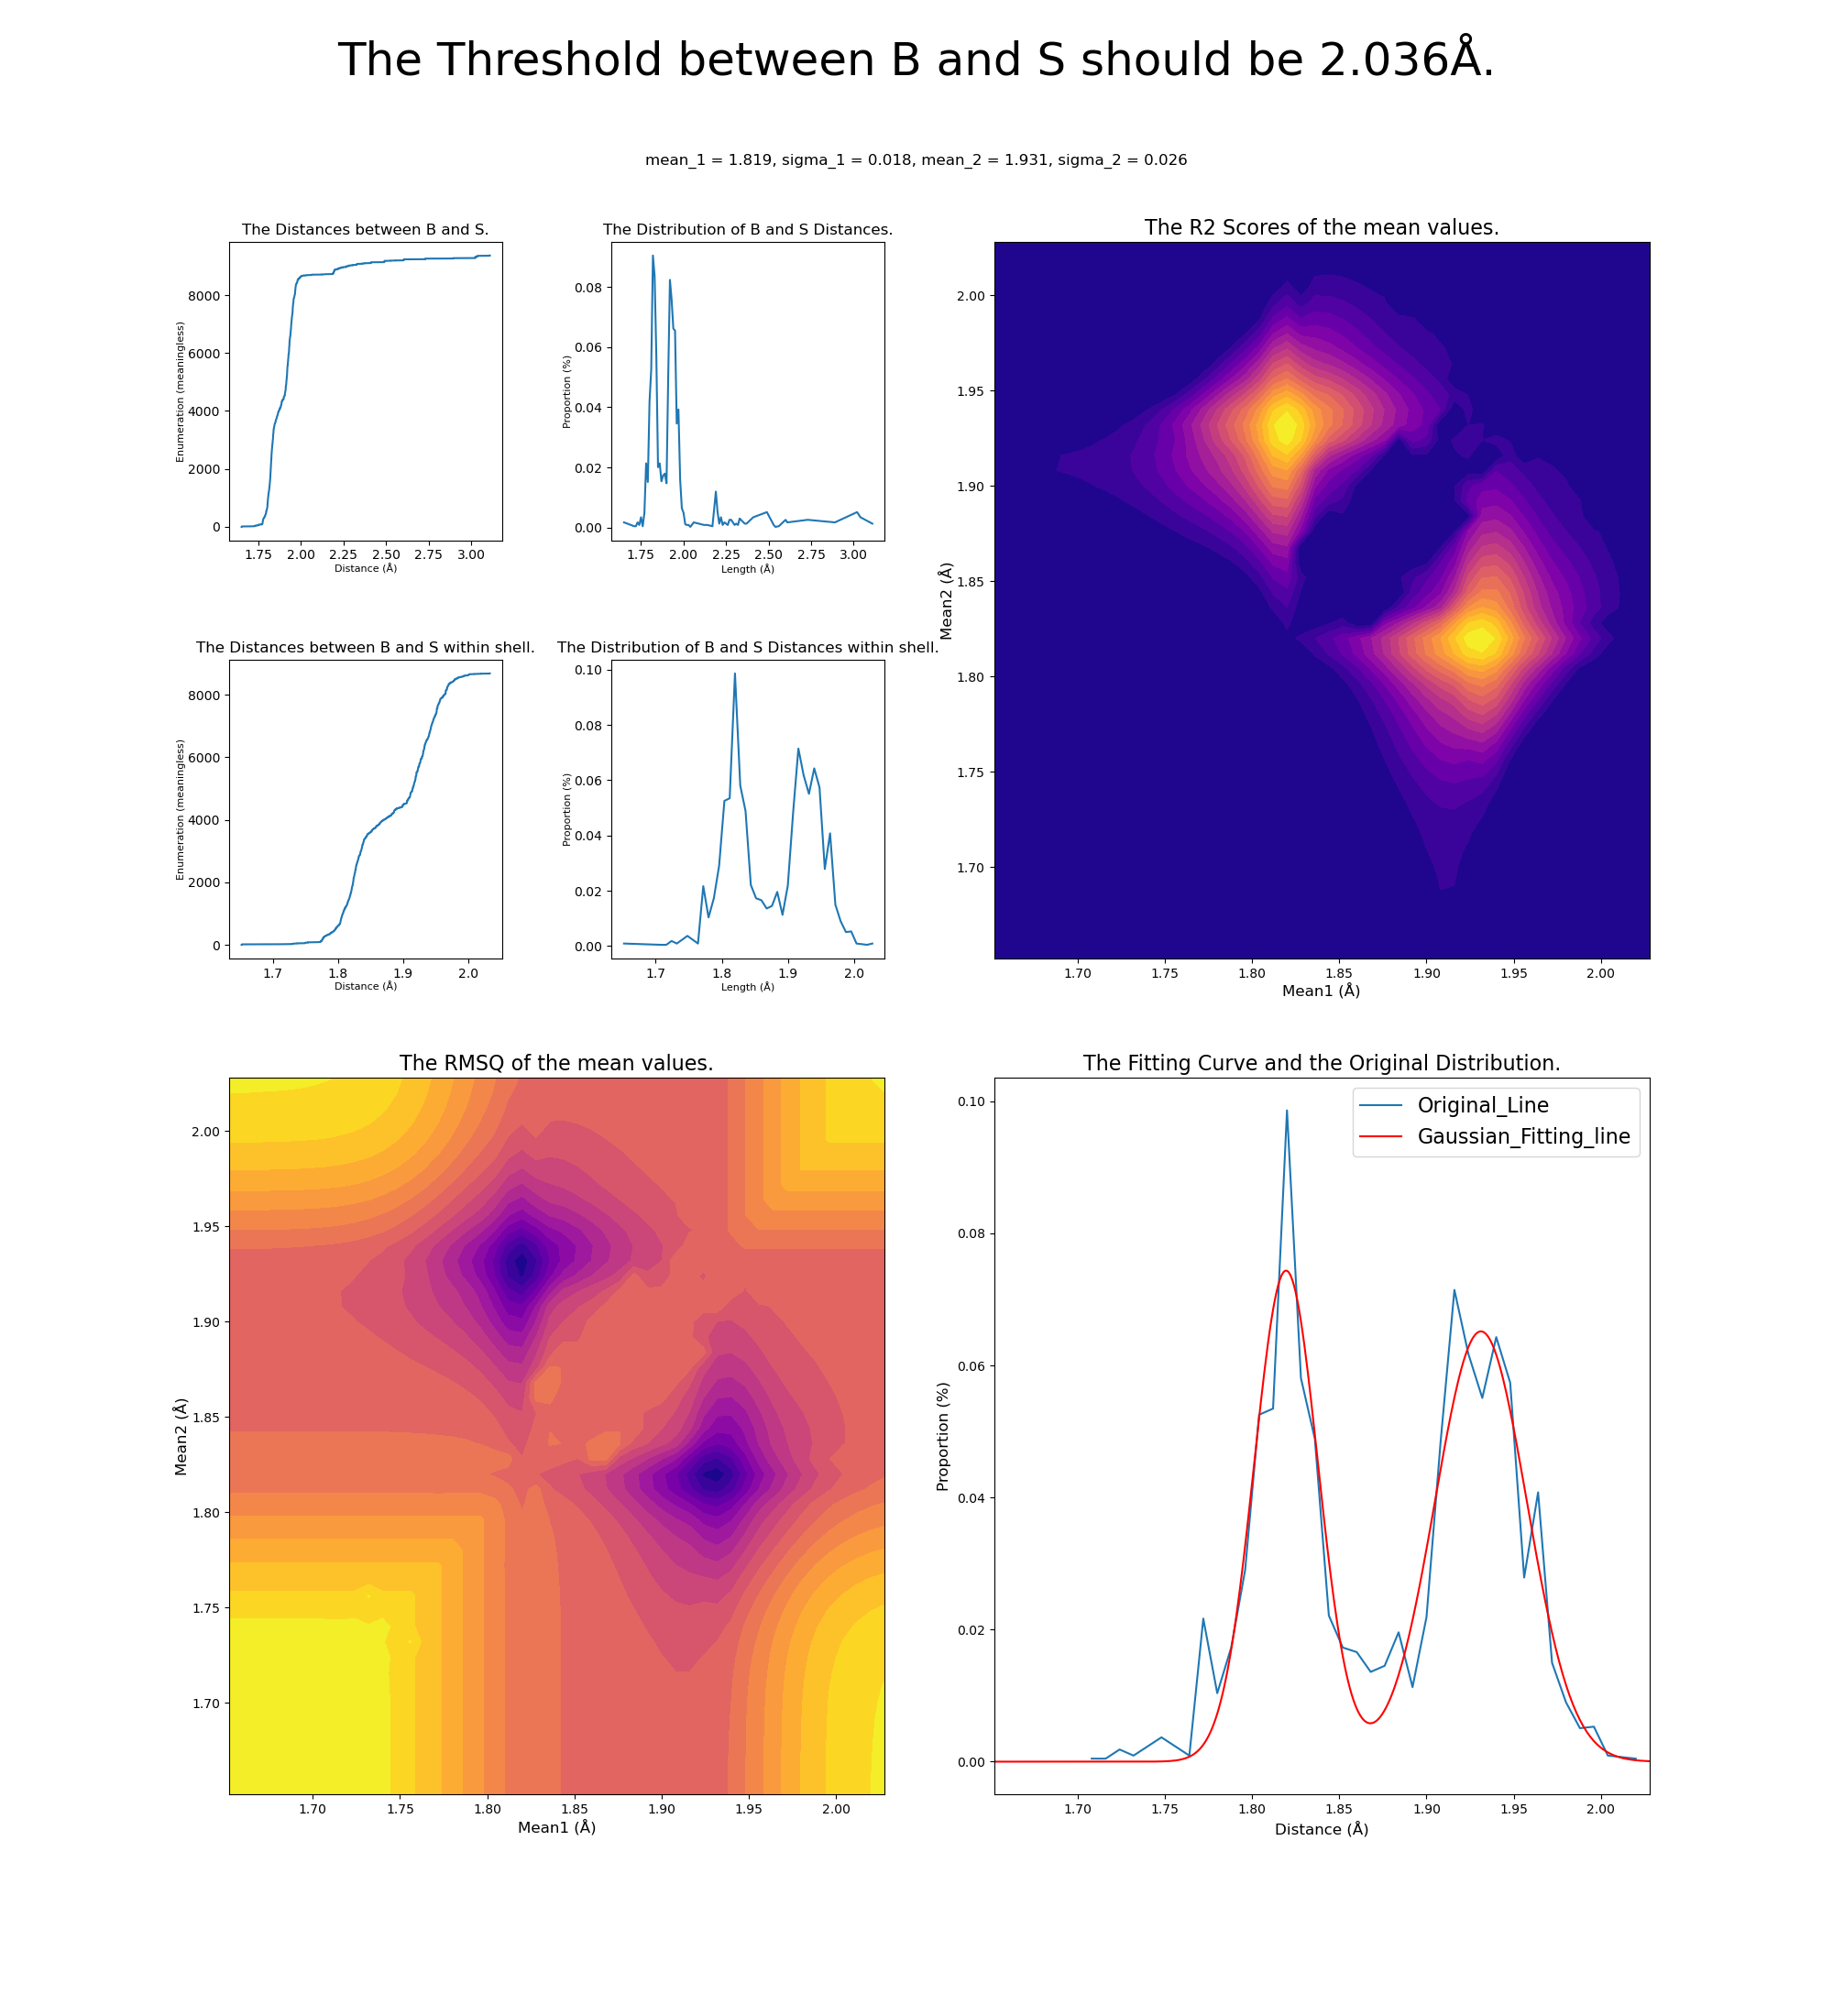 The Threshold between B and S should be 2.036Å.
mean_1 = 1.819, sigma_1 = 0.018, mean_2 = 1.931, sigma_2 = 0.026
The Distances between B and S.
Enumeration (meaningless)
8000
6000
4000
2000
0
1.75 2.00 2.25 2.50 2.75 3.00
Distance (Å)
The Distribution of B and S Distances.
Proportion (%)
0.08
0.06
0.04
0.02
0.00
1.75 2.00 2.25 2.50 2.75 3.00
Length (Å)
The R2 Scores of the mean values.
Mean2 (Å)
2.00
1.95
1.90
1.85
1.80
1.75
1.70
1.70 1.75 1.80 1.85 1.90 1.95 2.00
Mean1 (Å)
The Distances between B and S within shell.
Enumeration (meaningless)
8000
6000
4000
2000
0
1.7 1.8 1.9 2.0
Distance (Å)
The Distribution of B and S Distances within shell.
Proportion (%)
0.10
0.08
0.06
0.04
0.02
0.00
1.7 1.8 1.9 2.0
Length (Å)
The RMSQ of the mean values.
Mean2 (Å)
2.00
1.95
1.90
1.85
1.80
1.75
1.70
1.70 1.75 1.80 1.85 1.90 1.95 2.00
Mean1 (Å)
The Fitting Curve and the Original Distribution.
Original_Line
Gaussian_Fitting_line
Proportion (%)
0.10
0.08
0.06
0.04
0.02
0.00
1.70 1.75 1.80 1.85 1.90 1.95 2.00
Distance (Å)